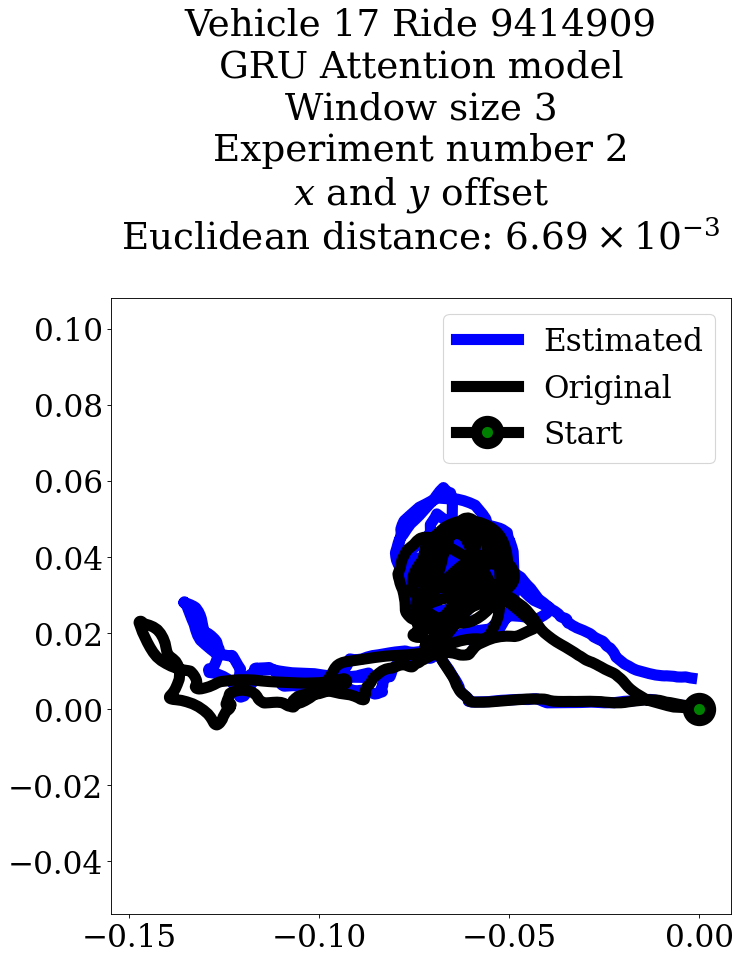 Vehicle 17 Ride 9414909
GRU Attention model
Window size 3
Experiment number 2
x and y offset
Euclidean distance: 6.69 × 10⁻³
0.10
0.08
0.06
0.04
0.02
0.00
−0.02
−0.04
Estimated
Original
Start
−0.15
−0.10
−0.05
0.00